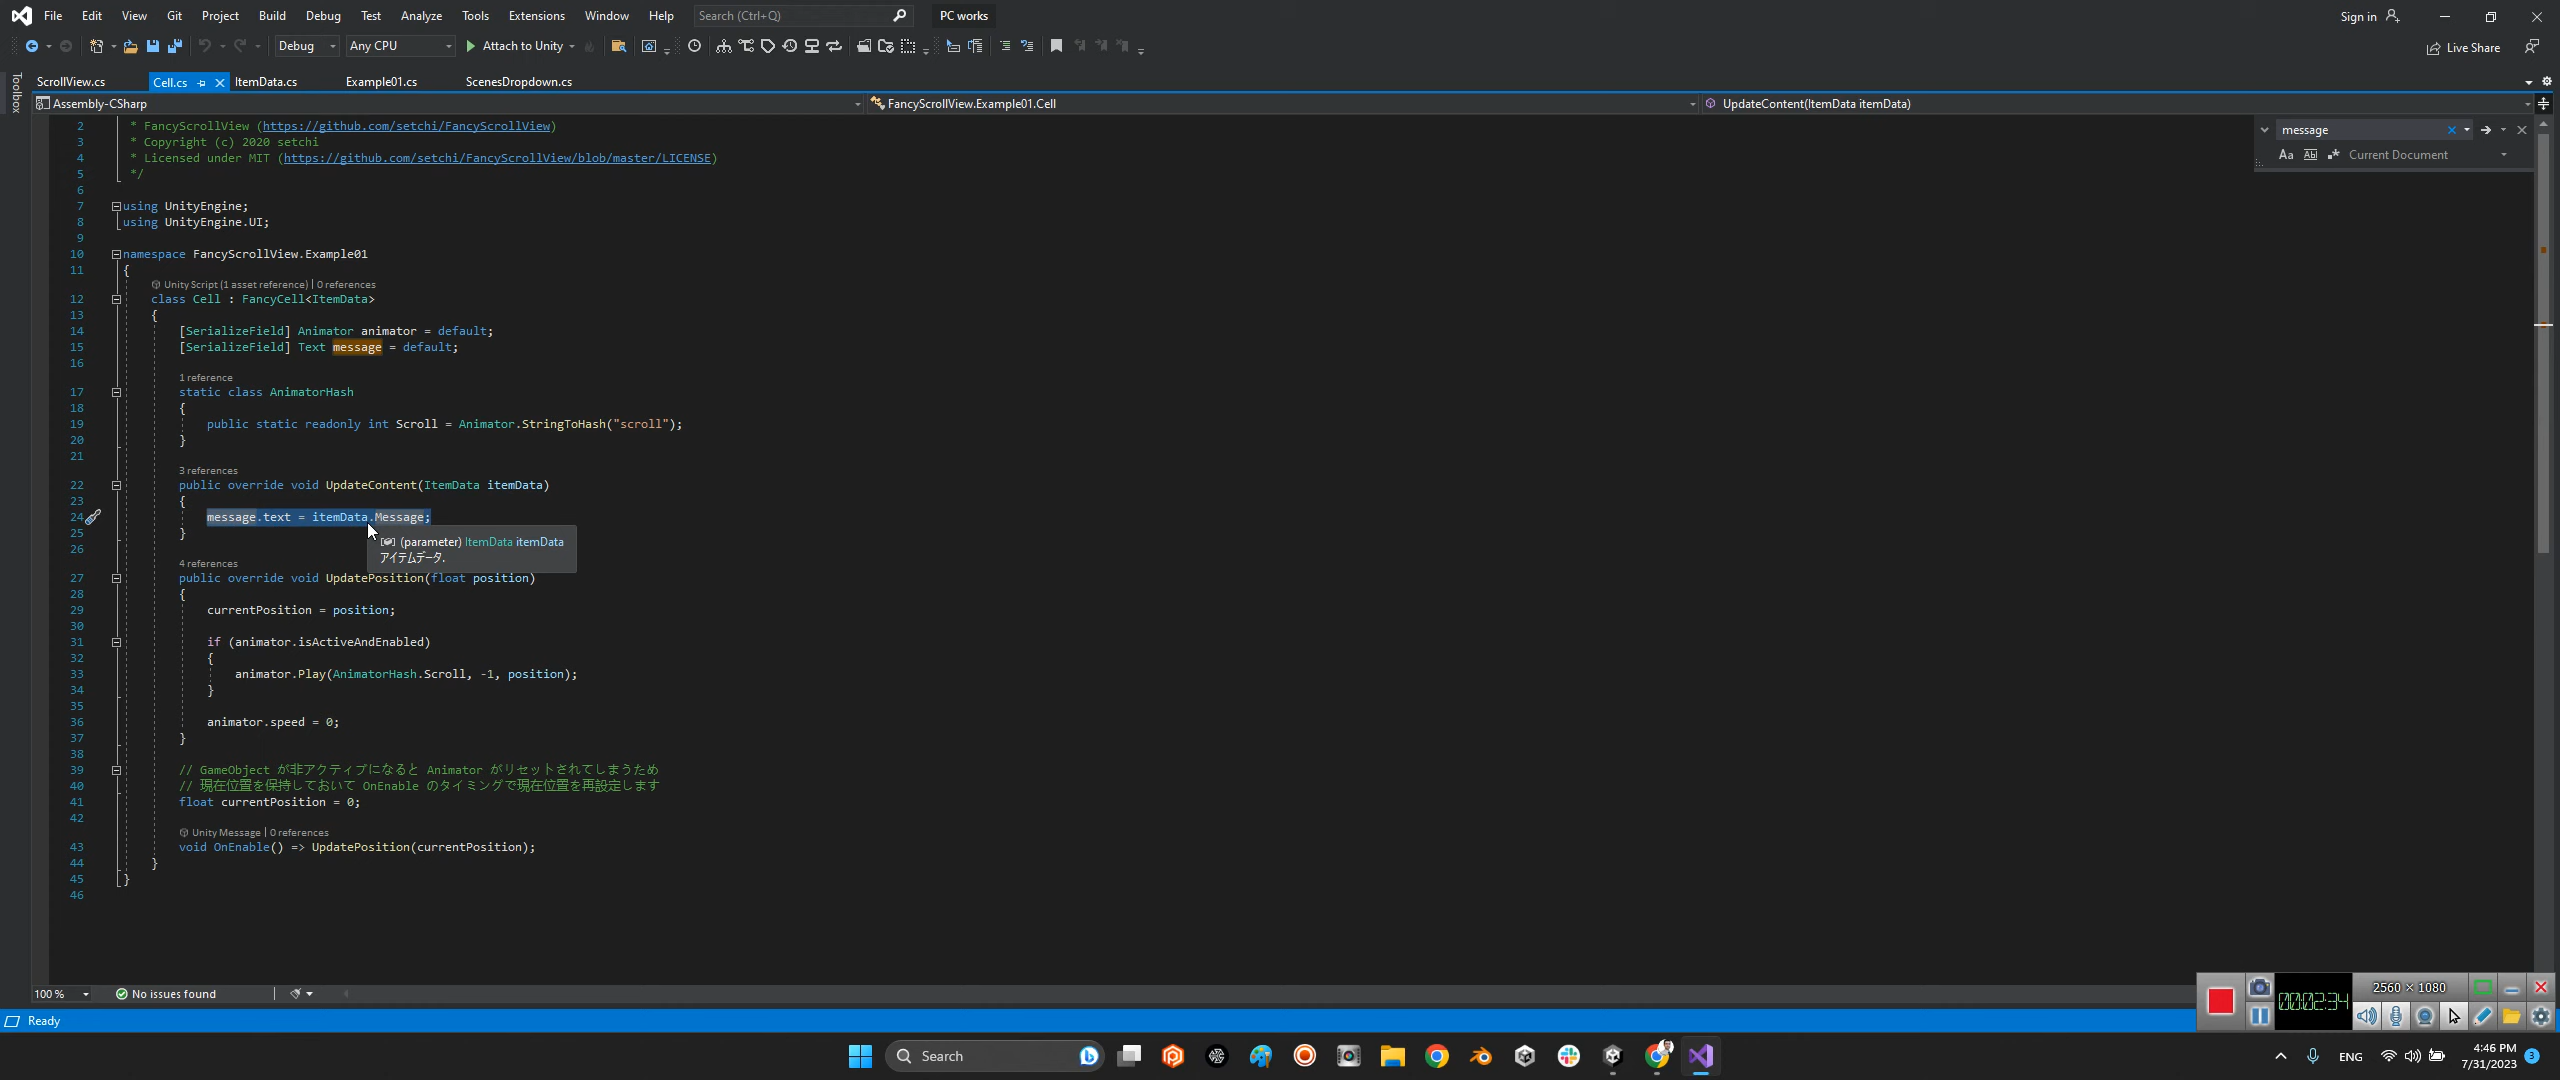 File Edit View Git Project Build Debug Test Analyze Tools Extensions Window Help Search (Ctrl+Q) PC works Sign in
Debug Any CPU Attach to Unity Live Share
Toolbox
ScrollView.cs Cell.cs ItemData.cs Example01.cs ScenesDropdown.cs
Assembly-CSharp FancyScrollView.Example01.Cell UpdateContent(ItemData itemData)
message
Aa Ab Current Document
2 * FancyScrollView (https://github.com/setchi/FancyScrollView)
3 * Copyright (c) 2020 setchi
4 * Licensed under MIT (https://github.com/setchi/FancyScrollView/blob/master/LICENSE)
5 */
6
7 using UnityEngine;
8 using UnityEngine.UI;
9
10 namespace FancyScrollView.Example01
11 {
Unity Script (1 asset reference) | 0 references
12 class Cell : FancyCell<ItemData>
13 {
14 [SerializeField] Animator animator = default;
15 [SerializeField] Text message = default;
16
1 reference
17 static class AnimatorHash
18 {
19 public static readonly int Scroll = Animator.StringToHash("scroll");
20 }
21
3 references
22 public override void UpdateContent(ItemData itemData)
23 {
24 message.text = itemData.Message;
25 }
(parameter) ItemData itemData
アイテムデータ.
26
4 references
27 public override void UpdatePosition(float position)
28 {
29 currentPosition = position;
30
31 if (animator.isActiveAndEnabled)
32 {
33 animator.Play(AnimatorHash.Scroll, -1, position);
34 }
35
36 animator.speed = 0;
37 }
38
39 // GameObject が非アクティブになると Animator がリセットされてしまうため
40 // 現在位置を保持しておいて OnEnable のタイミングで現在位置を再設定します
41 float currentPosition = 0;
42
Unity Message | 0 references
43 void OnEnable() => UpdatePosition(currentPosition);
44 }
45 }
46
100 % No issues found
Ready
00:02:34 2560 × 1080
Search ENG 4:46 PM
7/31/2023 3